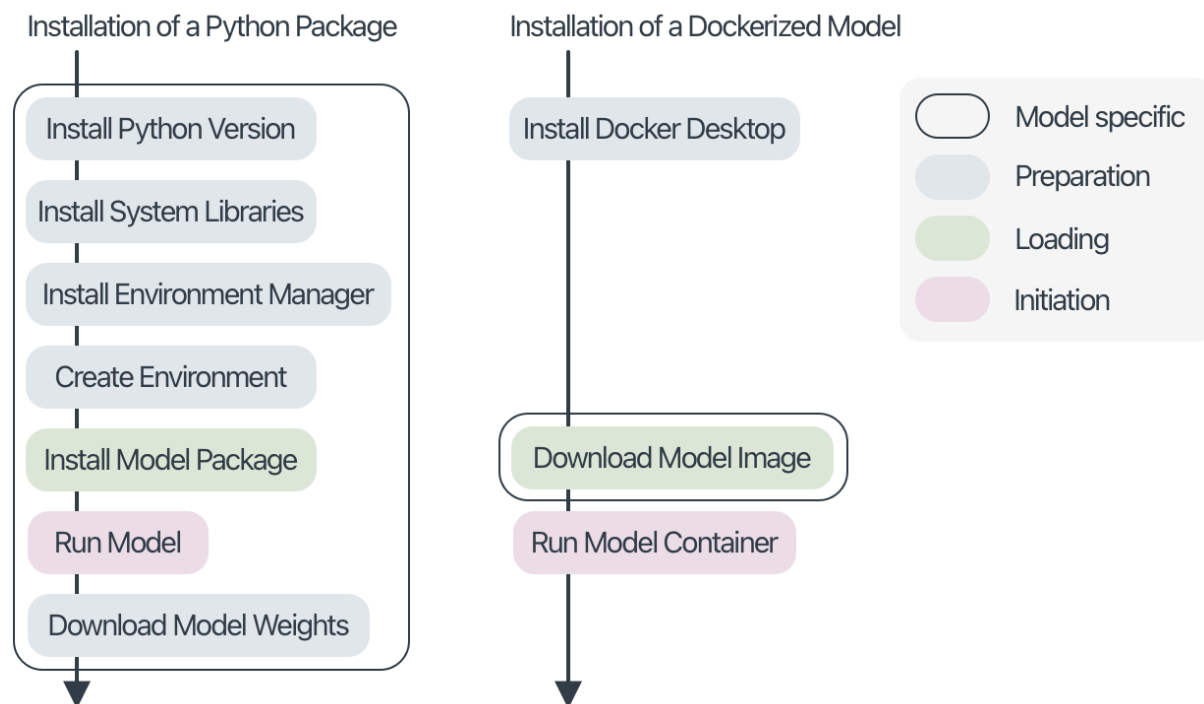 Installation of a Python Package
Install Python Version
Install System Libraries
Install Environment Manager
Create Environment
Install Model Package
Run Model
Download Model Weights
Installation of a Dockerized Model
Install Docker Desktop
Download Model Image
Run Model Container
Model specific
Preparation
Loading
Initiation